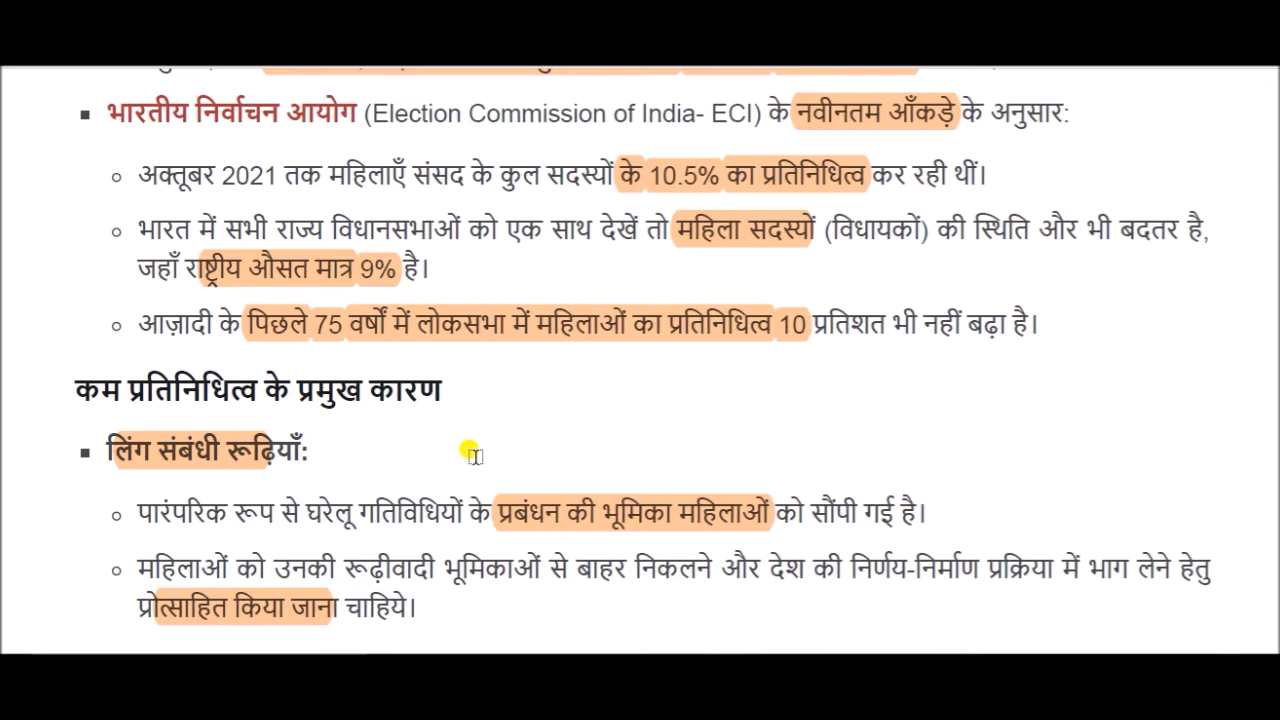 भारतीय निर्वाचन आयोग (Election Commission of India- ECI) के नवीनतम आँकड़े के अनुसार:
अक्तूबर 2021 तक महिलाएँ संसद के कुल सदस्यों के 10.5% का प्रतिनिधित्व कर रही थीं।
भारत में सभी राज्य विधानसभाओं को एक साथ देखें तो महिला सदस्यों (विधायकों) की स्थिति और भी बदतर है,
जहाँ राष्ट्रीय औसत मात्र 9% है।
आज़ादी के पिछले 75 वर्षों में लोकसभा में महिलाओं का प्रतिनिधित्व 10 प्रतिशत भी नहीं बढ़ा है।
कम प्रतिनिधित्व के प्रमुख कारण
लिंग संबंधी रूढ़ियाँ:
पारंपरिक रूप से घरेलू गतिविधियों के प्रबंधन की भूमिका महिलाओं को सौंपी गई है।
महिलाओं को उनकी रूढ़ीवादी भूमिकाओं से बाहर निकलने और देश की निर्णय-निर्माण प्रक्रिया में भाग लेने हेतु
प्रोत्साहित किया जाना चाहिये।